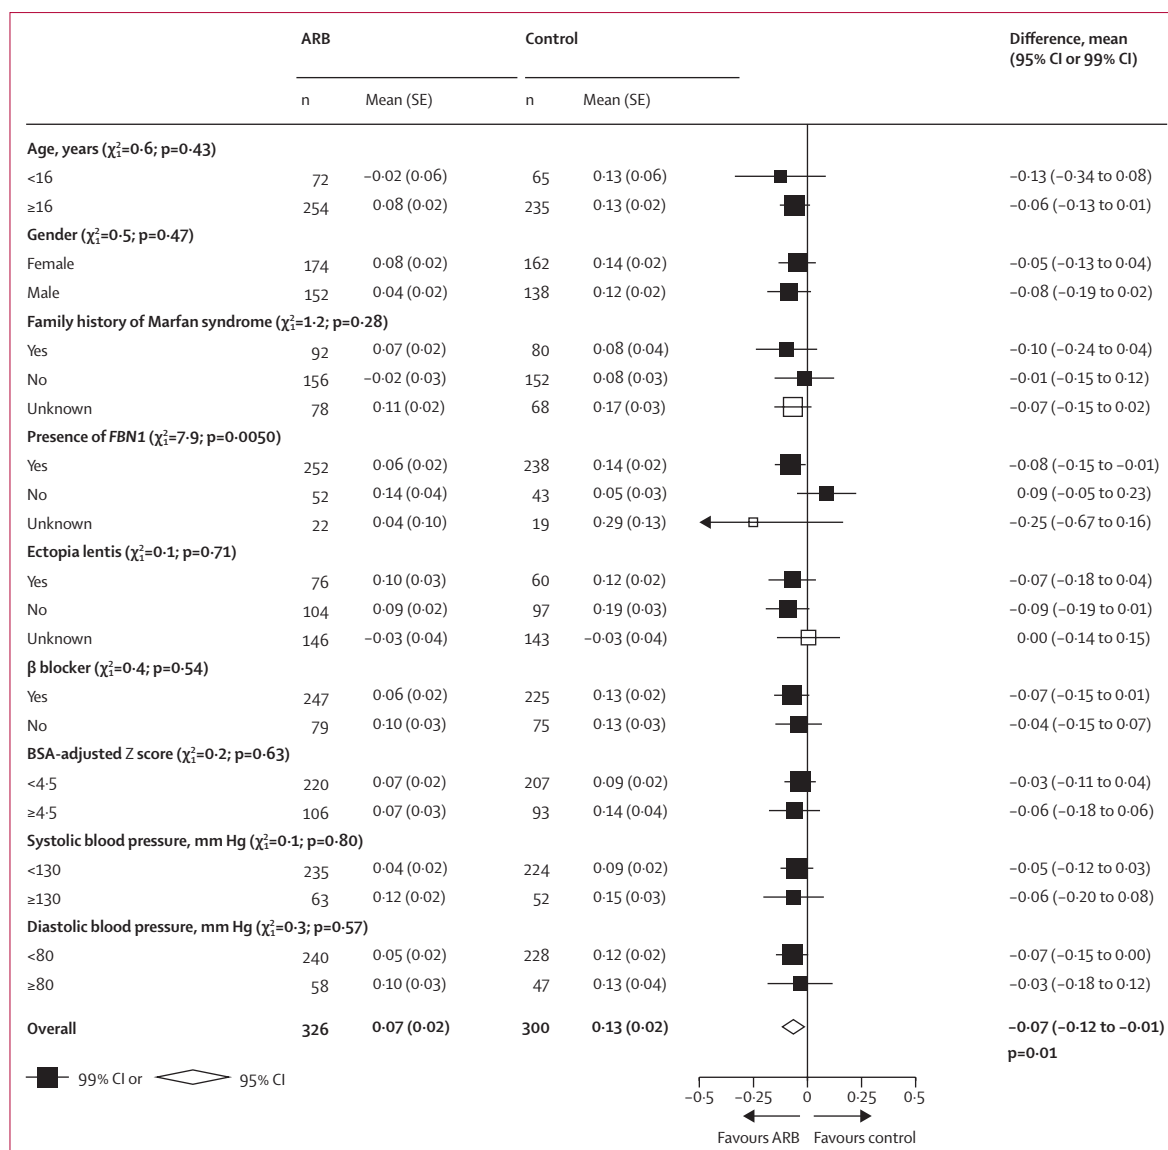 ARB Control Difference, mean
(95% CI or 99% CI)
n Mean (SE) n Mean (SE)
Age, years (χ²₁=0·6; p=0·43)
<16 72 −0·02 (0·06) 65 0·13 (0·06) −0·13 (−0·34 to 0·08)
≥16 254 0·08 (0·02) 235 0·13 (0·02) −0·06 (−0·13 to 0·01)
Gender (χ²₁=0·5; p=0·47)
Female 174 0·08 (0·02) 162 0·14 (0·02) −0·05 (−0·13 to 0·04)
Male 152 0·04 (0·02) 138 0·12 (0·02) −0·08 (−0·19 to 0·02)
Family history of Marfan syndrome (χ²₁=1·2; p=0·28)
Yes 92 0·07 (0·02) 80 0·08 (0·04) −0·10 (−0·24 to 0·04)
No 156 −0·02 (0·03) 152 0·08 (0·03) −0·01 (−0·15 to 0·12)
Unknown 78 0·11 (0·02) 68 0·17 (0·03) −0·07 (−0·15 to 0·02)
Presence of FBN1 (χ²₁=7·9; p=0·0050)
Yes 252 0·06 (0·02) 238 0·14 (0·02) −0·08 (−0·15 to −0·01)
No 52 0·14 (0·04) 43 0·05 (0·03) 0·09 (−0·05 to 0·23)
Unknown 22 0·04 (0·10) 19 0·29 (0·13) −0·25 (−0·67 to 0·16)
Ectopia lentis (χ²₁=0·1; p=0·71)
Yes 76 0·10 (0·03) 60 0·12 (0·02) −0·07 (−0·18 to 0·04)
No 104 0·09 (0·02) 97 0·19 (0·03) −0·09 (−0·19 to 0·01)
Unknown 146 −0·03 (0·04) 143 −0·03 (0·04) 0·00 (−0·14 to 0·15)
β blocker (χ²₁=0·4; p=0·54)
Yes 247 0·06 (0·02) 225 0·13 (0·02) −0·07 (−0·15 to 0·01)
No 79 0·10 (0·03) 75 0·13 (0·03) −0·04 (−0·15 to 0·07)
BSA-adjusted Z score (χ²₁=0·2; p=0·63)
<4·5 220 0·07 (0·02) 207 0·09 (0·02) −0·03 (−0·11 to 0·04)
≥4·5 106 0·07 (0·03) 93 0·14 (0·04) −0·06 (−0·18 to 0·06)
Systolic blood pressure, mm Hg (χ²₁=0·1; p=0·80)
<130 235 0·04 (0·02) 224 0·09 (0·02) −0·05 (−0·12 to 0·03)
≥130 63 0·12 (0·02) 52 0·15 (0·03) −0·06 (−0·20 to 0·08)
Diastolic blood pressure, mm Hg (χ²₁=0·3; p=0·57)
<80 240 0·05 (0·02) 228 0·12 (0·02) −0·07 (−0·15 to 0·00)
≥80 58 0·10 (0·03) 47 0·13 (0·04) −0·03 (−0·18 to 0·12)
Overall 326 0·07 (0·02) 300 0·13 (0·02) −0·07 (−0·12 to −0·01)
p=0·01
99% CI or 95% CI
−0·5 −0·25 0 0·25 0·5
Favours ARB Favours control